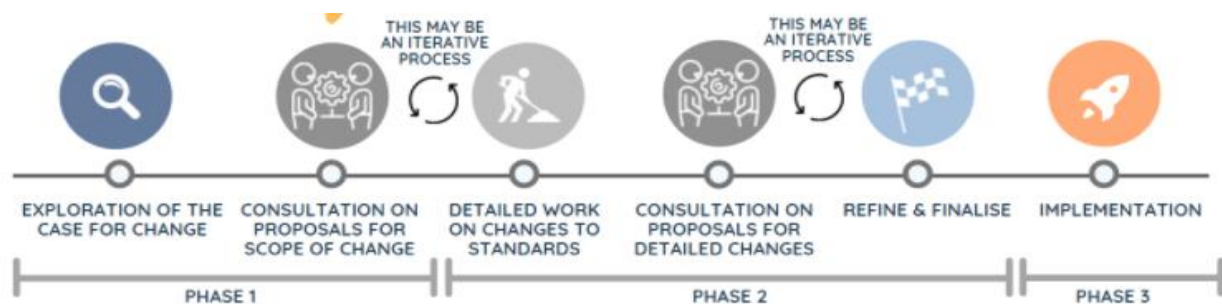 THIS MAY BE
AN ITERATIVE
PROCESS
THIS MAY BE
AN ITERATIVE
PROCESS
EXPLORATION OF THE
CASE FOR CHANGE
CONSULTATION ON
PROPOSALS FOR
SCOPE OF CHANGE
DETAILED WORK
ON CHANGES TO
STANDARDS
CONSULTATION ON
PROPOSALS FOR
DETAILED CHANGES
REFINE & FINALISE
IMPLEMENTATION
PHASE 1
PHASE 2
PHASE 3